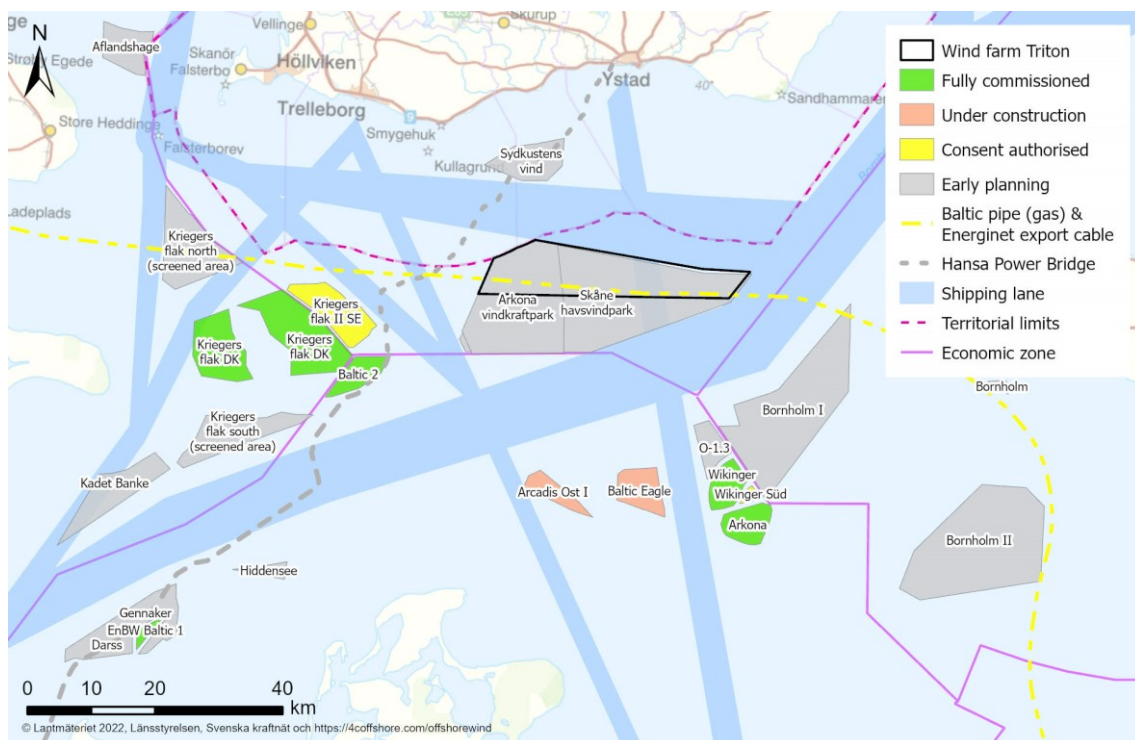 ge
N
Aflandshage
Strøby Egede
Store Heddinge
Ladeplads
Vellinge
Skanör
Falsterbo
Höllviken
Falsterborev
Trelleborg
9
Smygehuk
Kullagrund
Skurup
Ystad
40°
Sandhammaren
Bornh
Sydkustens
vind
Kriegers
flak north
(screened area)
Kriegers
flak II SE
Kriegers
flak DK
Kriegers
flak DK
Baltic 2
Arkona
vindkraftpark
Skåne
havsvindpark
Kriegers
flak south
(screened area)
Kadet Banke
Bornholm I
Bornholm
O-1.3
Wikinger
Wikinger Süd
Arkona
Arcadis Ost I
Baltic Eagle
Bornholm II
Hiddensee
Gennaker
EnBW Baltic 1
Darss
Wind farm Triton
Fully commissioned
Under construction
Consent authorised
Early planning
Baltic pipe (gas) &
Energinet export cable
Hansa Power Bridge
Shipping lane
Territorial limits
Economic zone
0 10 20 40
km
© Lantmäteriet 2022, Länsstyrelsen, Svenska kraftnät och https://4coffshore.com/offshorewind